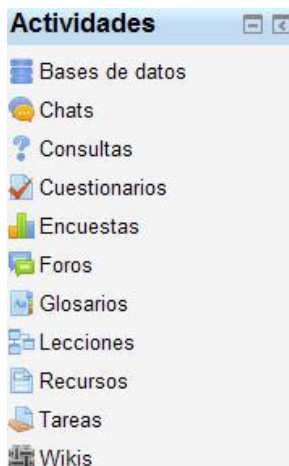 Actividades
Bases de datos
Chats
Consultas
Cuestionarios
Encuestas
Foros
Glosarios
Lecciones
Recursos
Tareas
Wikis